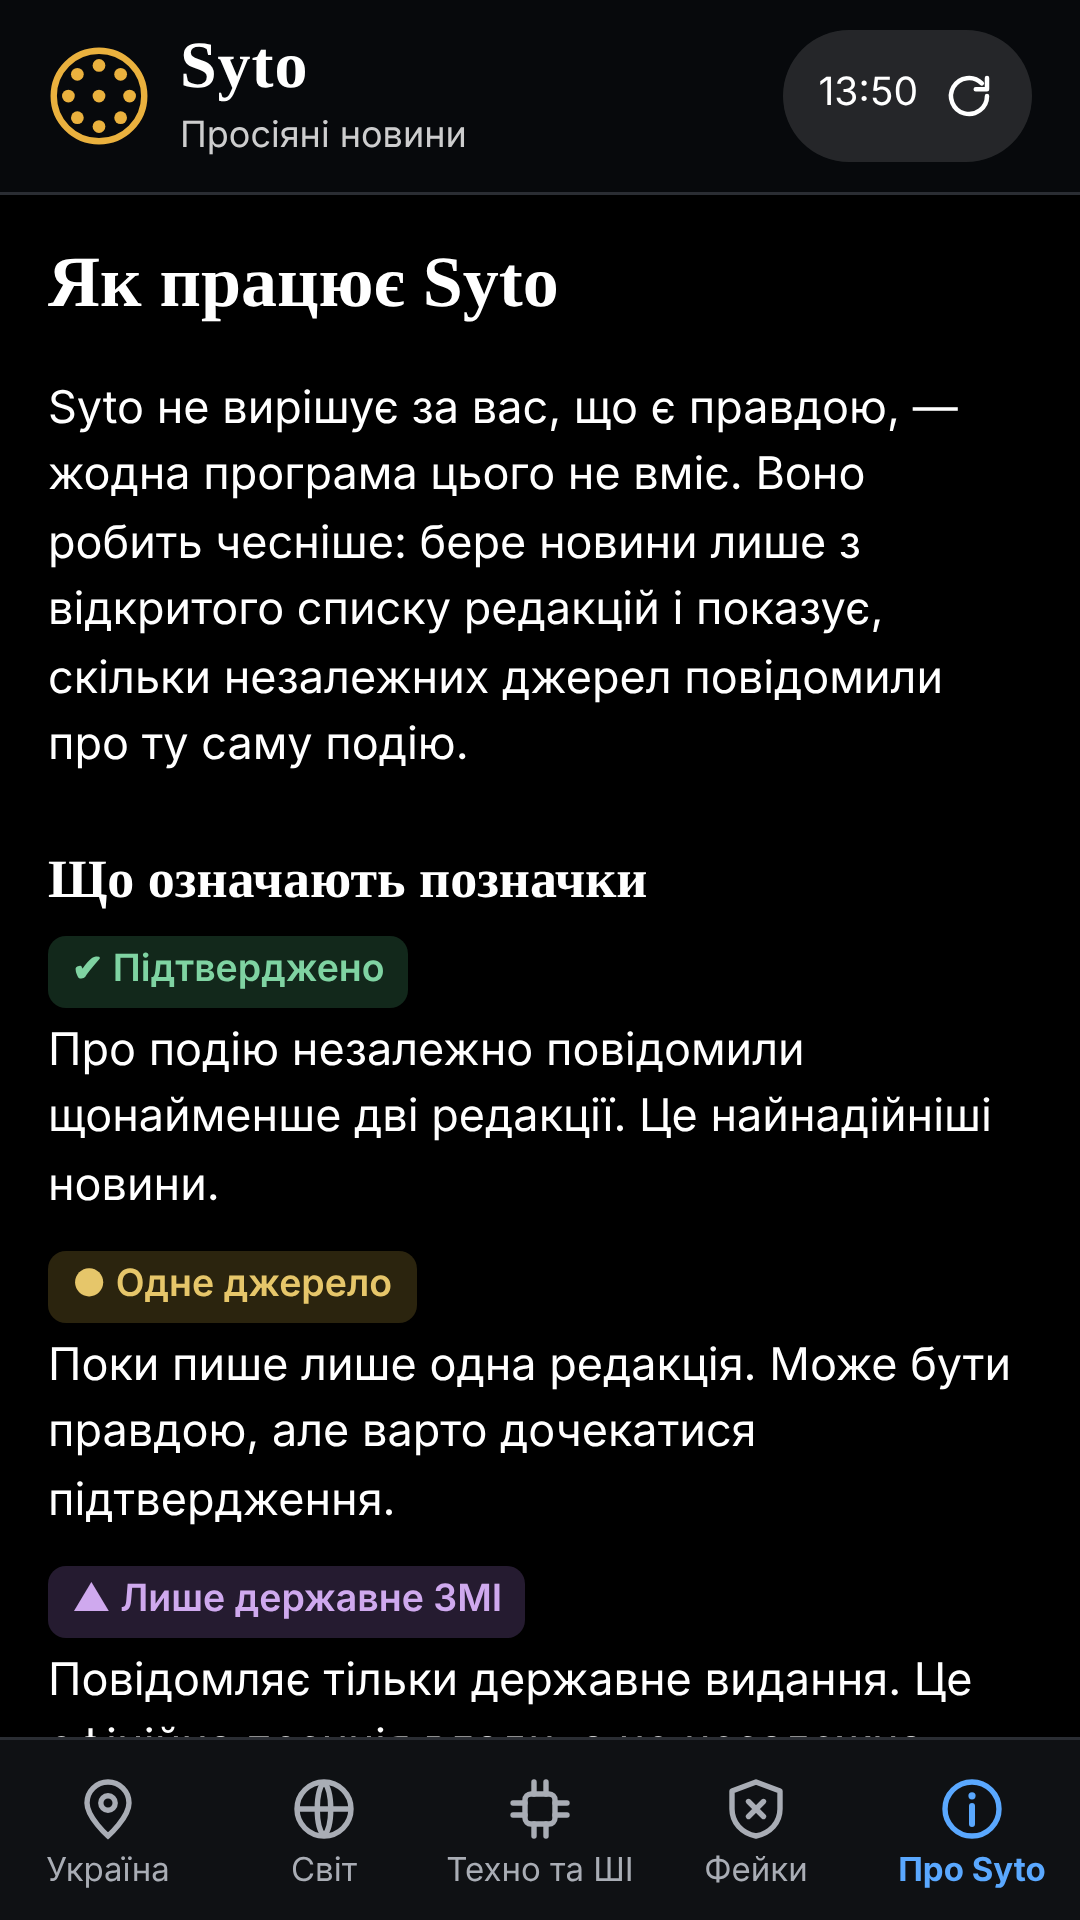 Syto
Просіяні новини
13:50
Як працює Syto
Syto не вирішує за вас, що є правдою, —
жодна програма цього не вміє. Воно
робить чесніше: бере новини лише з
відкритого списку редакцій і показує,
скільки незалежних джерел повідомили
про ту саму подію.
Що означають позначки
✔ Підтверджено
Про подію незалежно повідомили
щонайменше дві редакції. Це найнадійніші
новини.
● Одне джерело
Поки пише лише одна редакція. Може бути
правдою, але варто дочекатися
підтвердження.
▲ Лише державне ЗМІ
Повідомляє тільки державне видання. Це
Україна
Світ
Техно та ШІ
Фейки
Про Syto